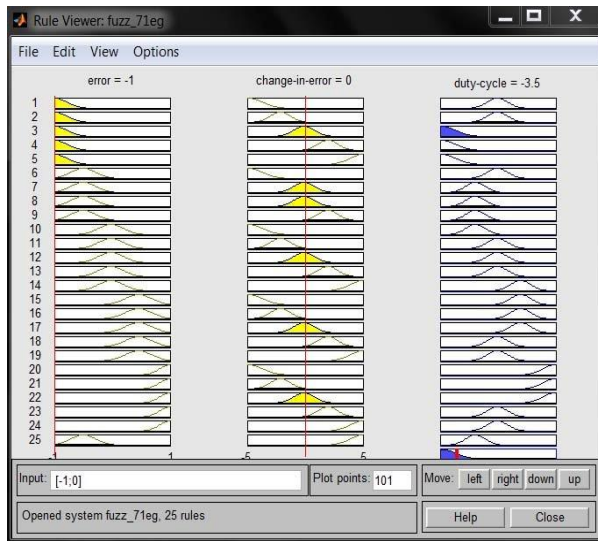 Rule Viewer: fuzz_71eg
File Edit View Options
error = -1
change-in-error = 0
duty-cycle = -3.5
1
2
3
4
5
6
7
8
9
10
11
12
13
14
15
16
17
18
19
20
21
22
23
24
25
-1 1
-5 5
Input: [-1;0]
Plot points: 101
Move: left right down up
Opened system fuzz_71eg, 25 rules
Help Close